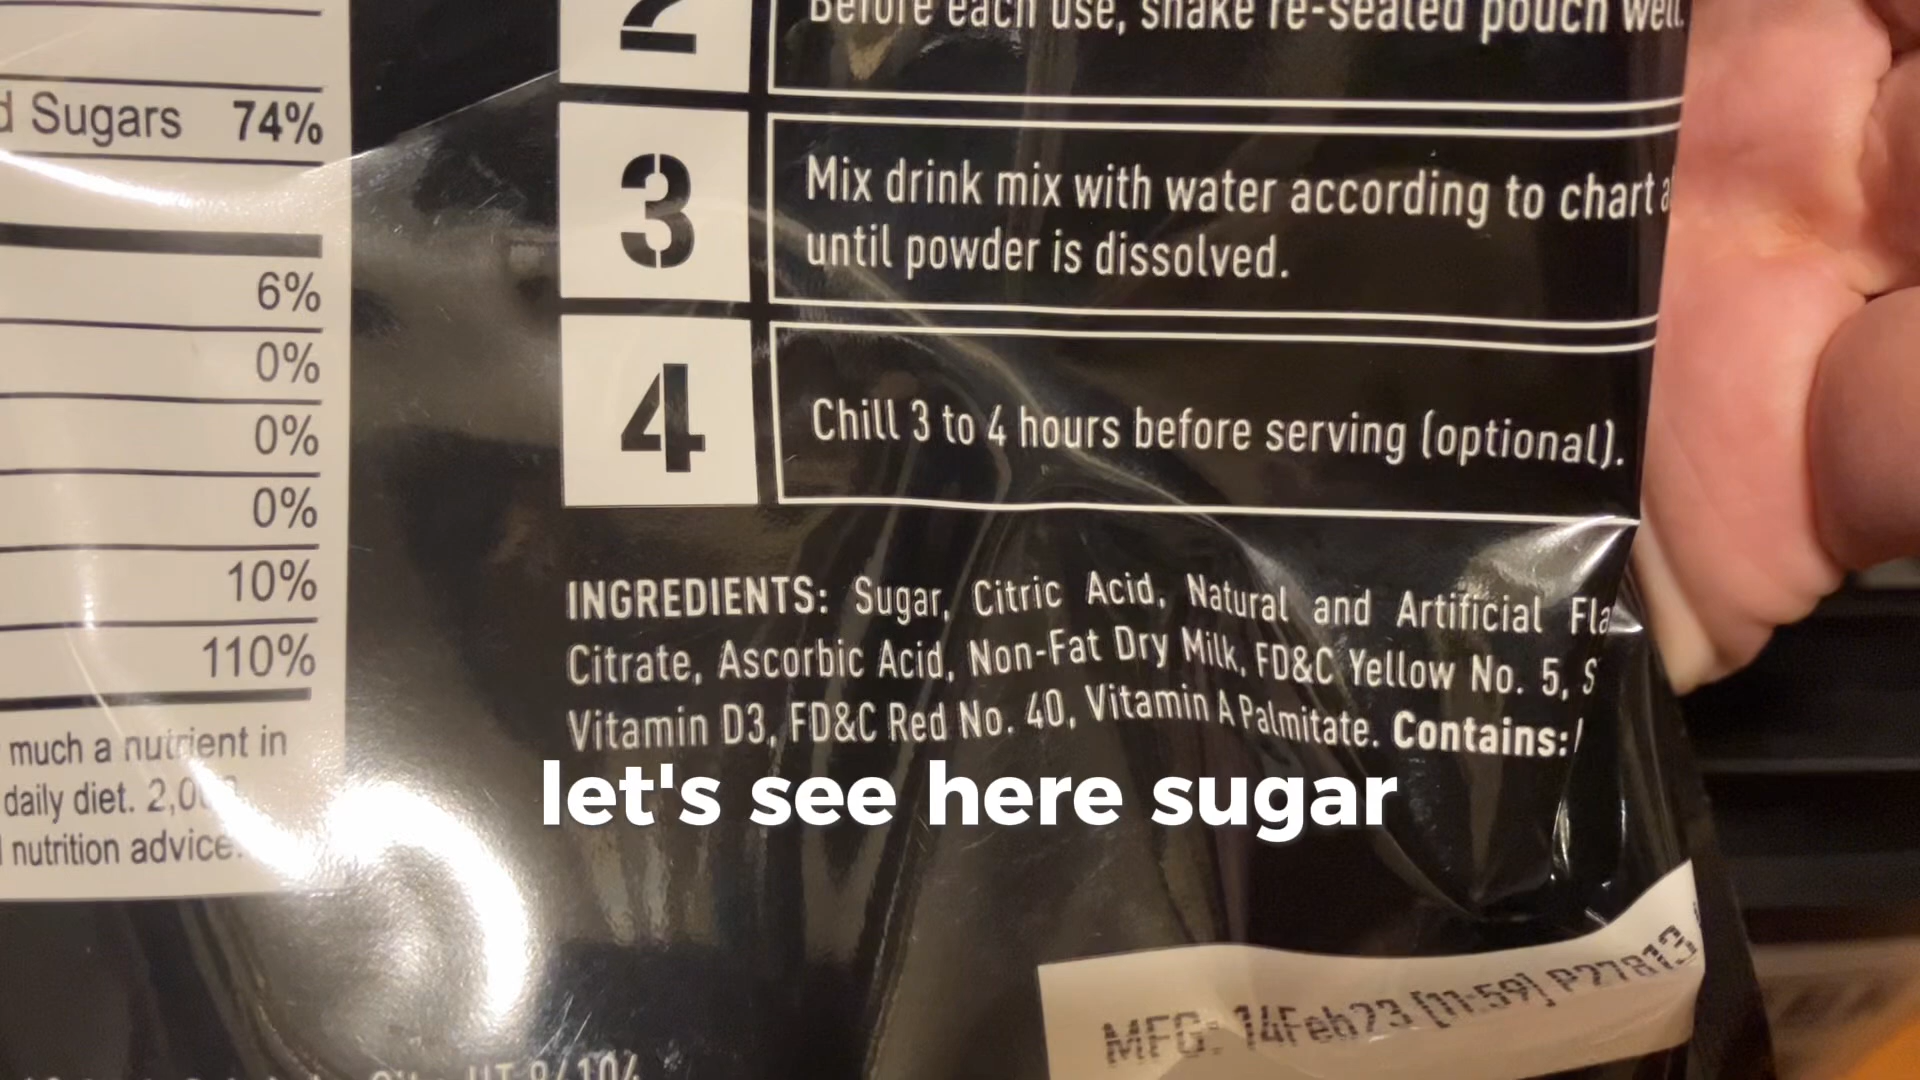 d Sugars 74%
6%
0%
0%
0%
10%
110%
much a nutrient in
daily diet.
nutrition advice.
2
Before each use, shake re-sealed pouch well.
3
Mix drink mix with water according to chart
until powder is dissolved.
4
Chill 3 to 4 hours before serving (optional).
INGREDIENTS: Sugar, Citric Acid, Natural and Artificial Fla
Citrate, Ascorbic Acid, Non-Fat Dry Milk, FD&C Yellow No. 5, S
Vitamin D3, FD&C Red No. 40, Vitamin A Palmitate. Contains:
let's see here sugar
MFG: 14Feb23 [11:59]